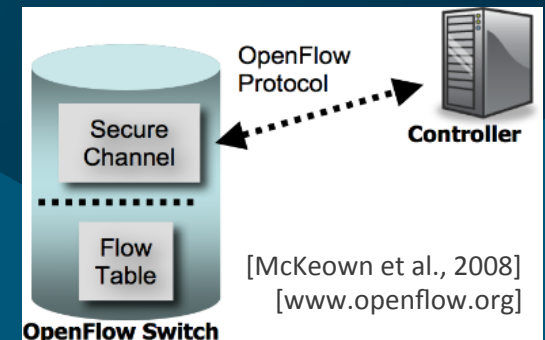 OpenFlow
Protocol
Secure
Channel
Controller
Flow
Table
[McKeown et al., 2008]
[www.openflow.org]
OpenFlow Switch